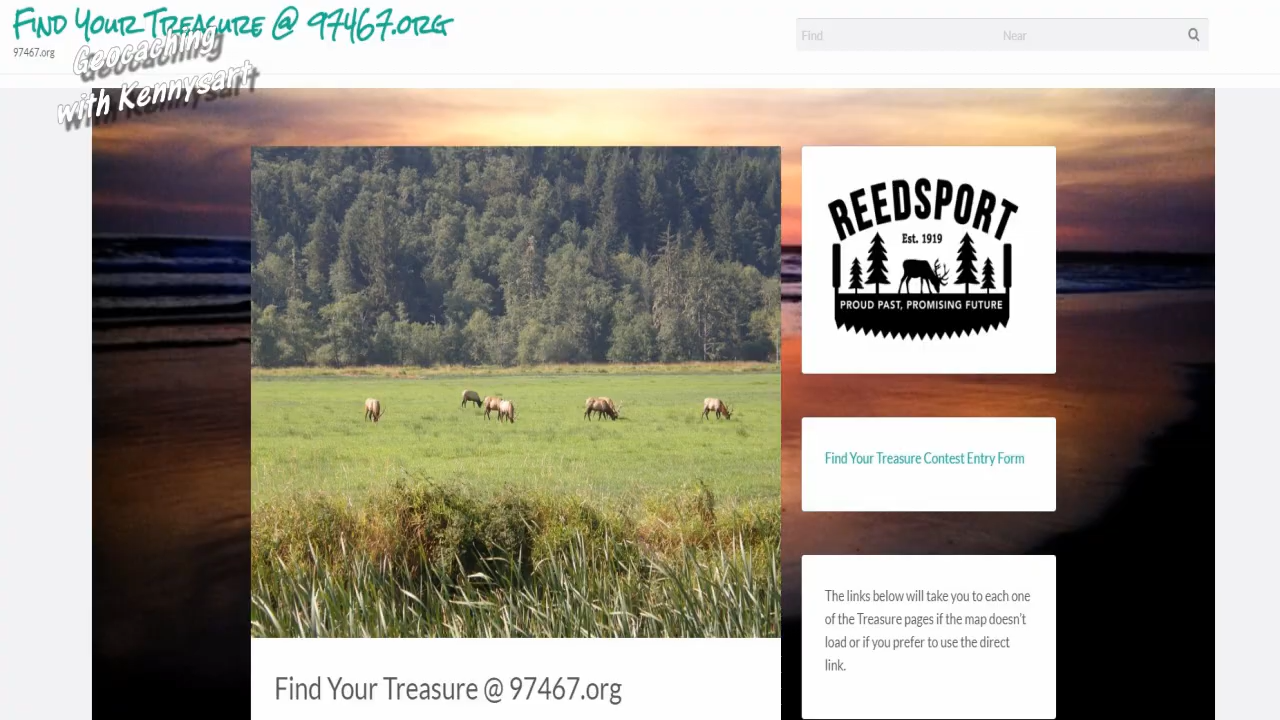 Find Your Treasure @ 97467.org
97467.org
Find
Near
Geocaching
with Kennysart
REEDSPORT
Est. 1919
PROUD PAST, PROMISING FUTURE
Find Your Treasure Contest Entry Form
The links below will take you to each one
of the Treasure pages if the map doesn't
load or if you prefer to use the direct
link.
Find Your Treasure @ 97467.org